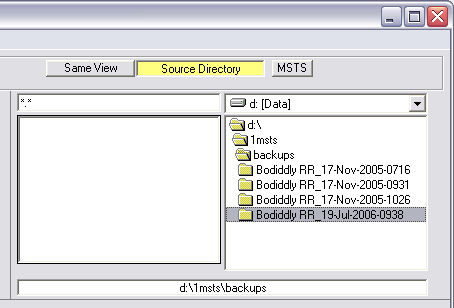 Same View Source Directory MSTS
*.* d: [Data]
d:\
1msts
backups
Bodiddly RR_17-Nov-2005-0716
Bodiddly RR_17-Nov-2005-0931
Bodiddly RR_17-Nov-2005-1026
Bodiddly RR_19-Jul-2006-0938
d:\1msts\backups